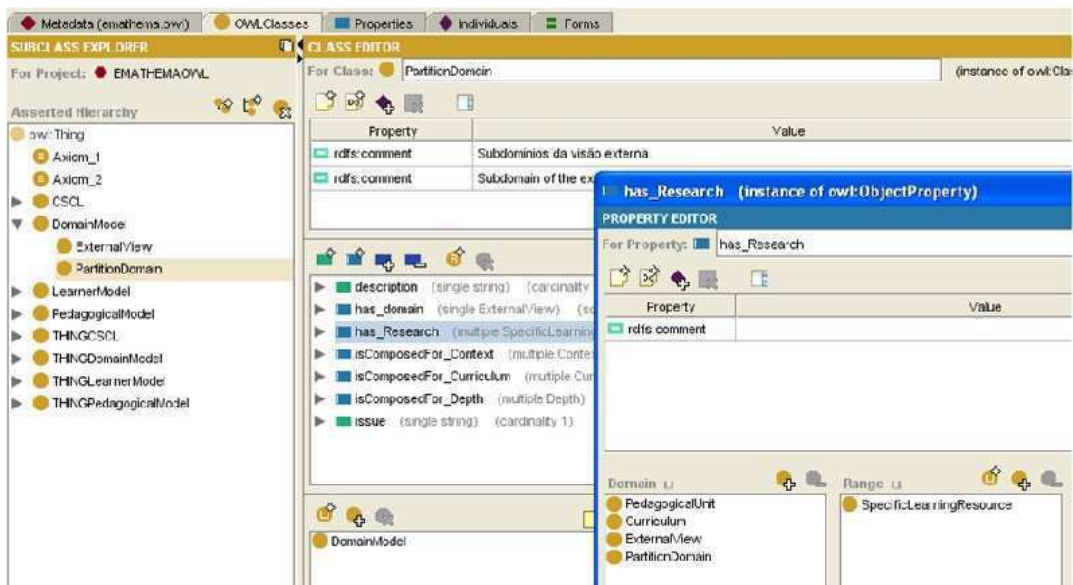 Metadata (emathema.owl) OWLClasses Properties Individuals Forms
SUBCLASS EXPLORER
For Project: EMATHEMAOWL
Asserted Hierarchy
owl:Thing
Axiom_1
Axiom_2
CSCL
DomainModel
ExternalView
PartitionDomain
LearnerModel
PedagogicalModel
THINGCSCL
THINGDomainModel
THINGLearnerModel
THINGPedagogicalModel
CLASS EDITOR
For Class: PartitionDomain (instance of owl:Cla
Property Value
rdfs:comment Subdomínios da visão externa
rdfs:comment Subdomain of the ex
description (single string) (cardinality
has_domain (single ExternalView) (so
has_Research (multiple SpecificLearning
isComposedFor_Context (multiple Conte
isComposedFor_Curriculum (multiple Cur
isComposedFor_Depth (multiple Depth)
issue (single string) (cardinality 1)
DomainModel
has_Research (instance of owl:ObjectProperty)
PROPERTY EDITOR
For Property: has_Research
Property Value
rdfs:comment
Domain
PedagogicalUnit
Curriculum
ExternalView
PartitionDomain
Range
SpecificLearningResource